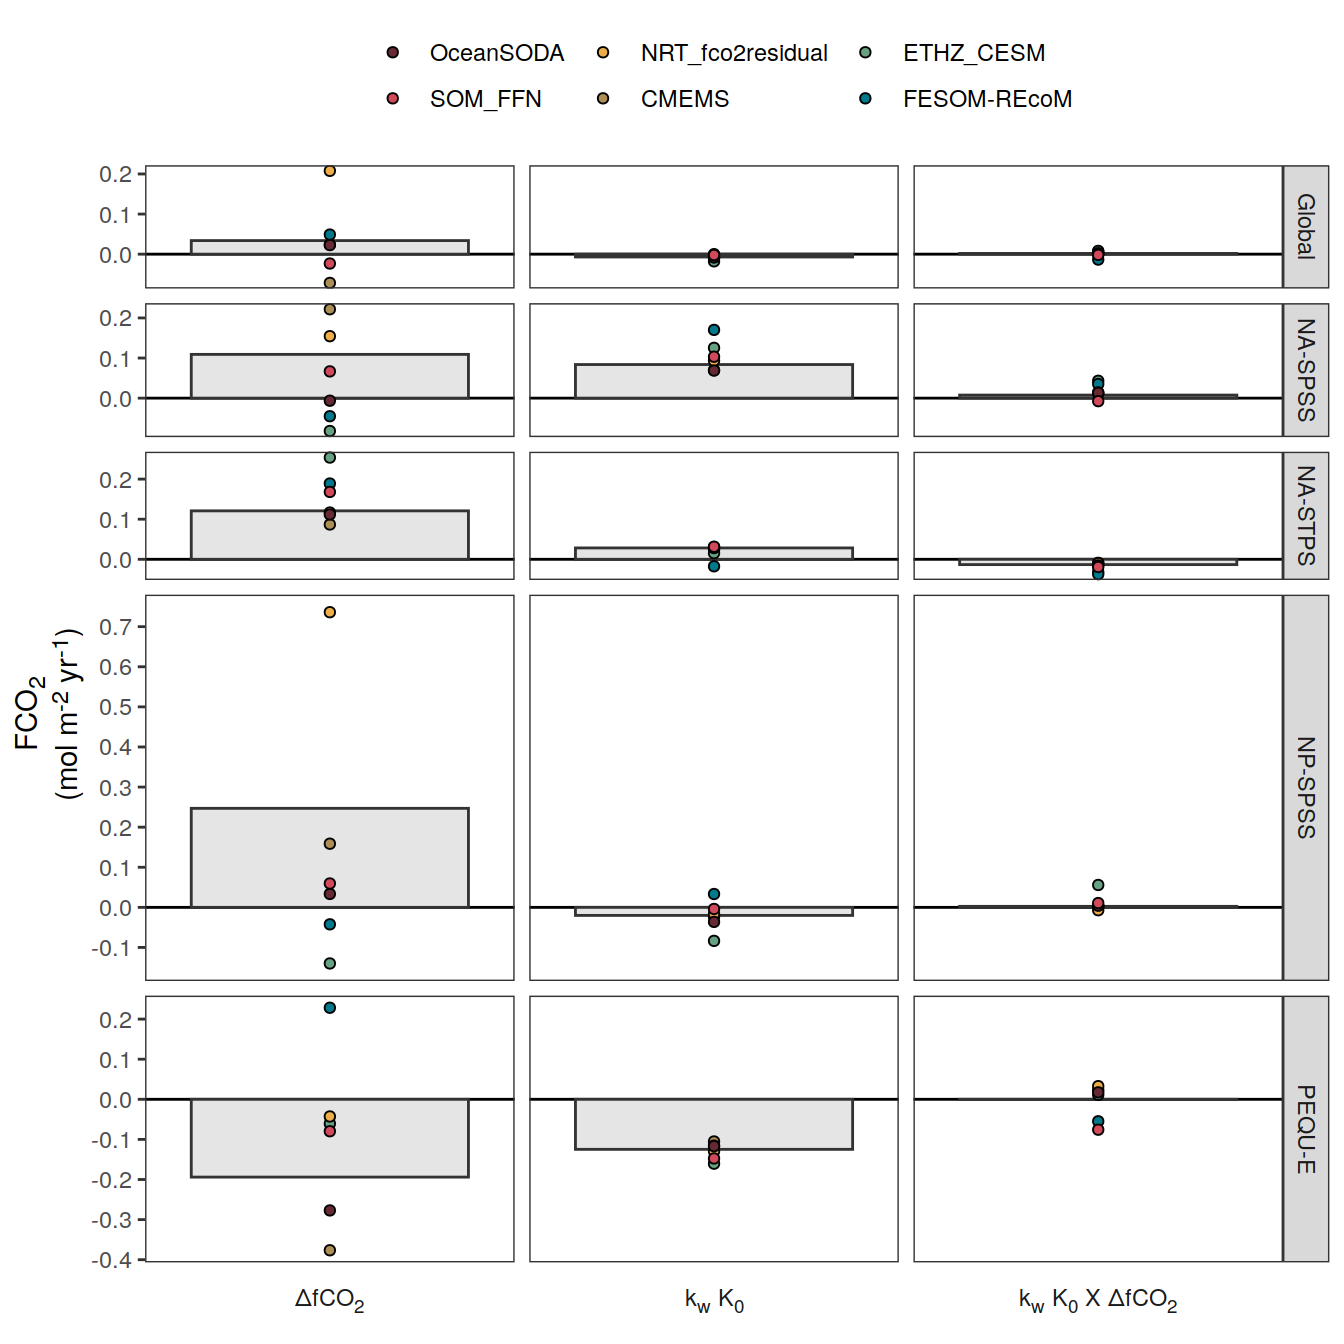 OceanSODA NRT_fco2residual ETHZ_CESM
SOM_FFN CMEMS FESOM-REcoM
0.2
0.1
0.0
Global
0.2
0.1
0.0
NA-SPSS
0.2
0.1
0.0
NA-STPS
FCO₂
(mol m⁻² yr⁻¹)
0.7
0.6
0.5
0.4
0.3
0.2
0.1
0.0
-0.1
NP-SPSS
0.2
0.1
0.0
-0.1
-0.2
-0.3
-0.4
PEQU-E
ΔfCO₂ k_w K₀ k_w K₀ X ΔfCO₂